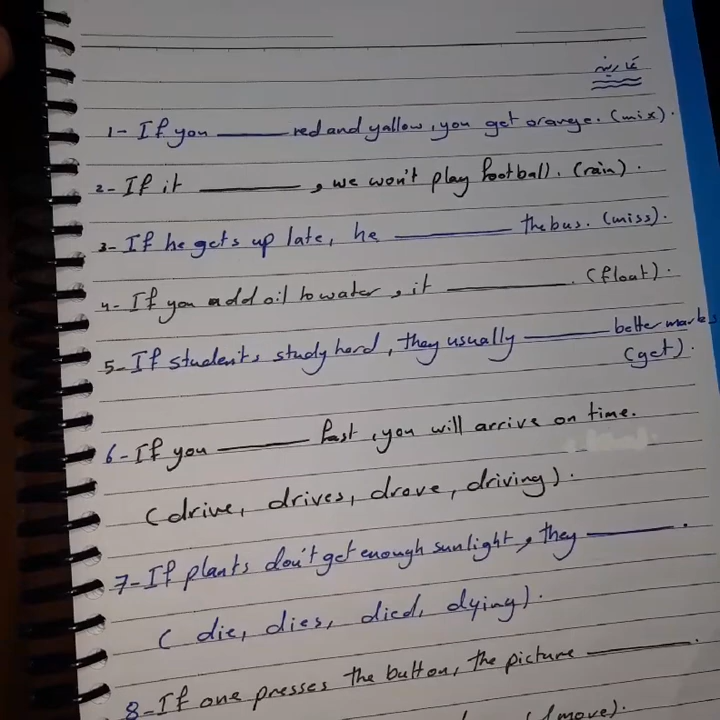 تمارين
1- If you ______ red and yallow, you get orange. (mix).
2- If it ______, we won't play football. (rain).
3- If he gets up late, he ______ the bus. (miss).
4- If you add oil to water, it ______. (float).
5- If students study hard, they usually ______ better marks
(get).
6- If you ______ fast, you will arrive on time.
(drive, drives, drove, driving).
7- If plants don't get enough sunlight, they ______.
(die, dies, died, dying).
8- If one presses the button, the picture ______.
move).